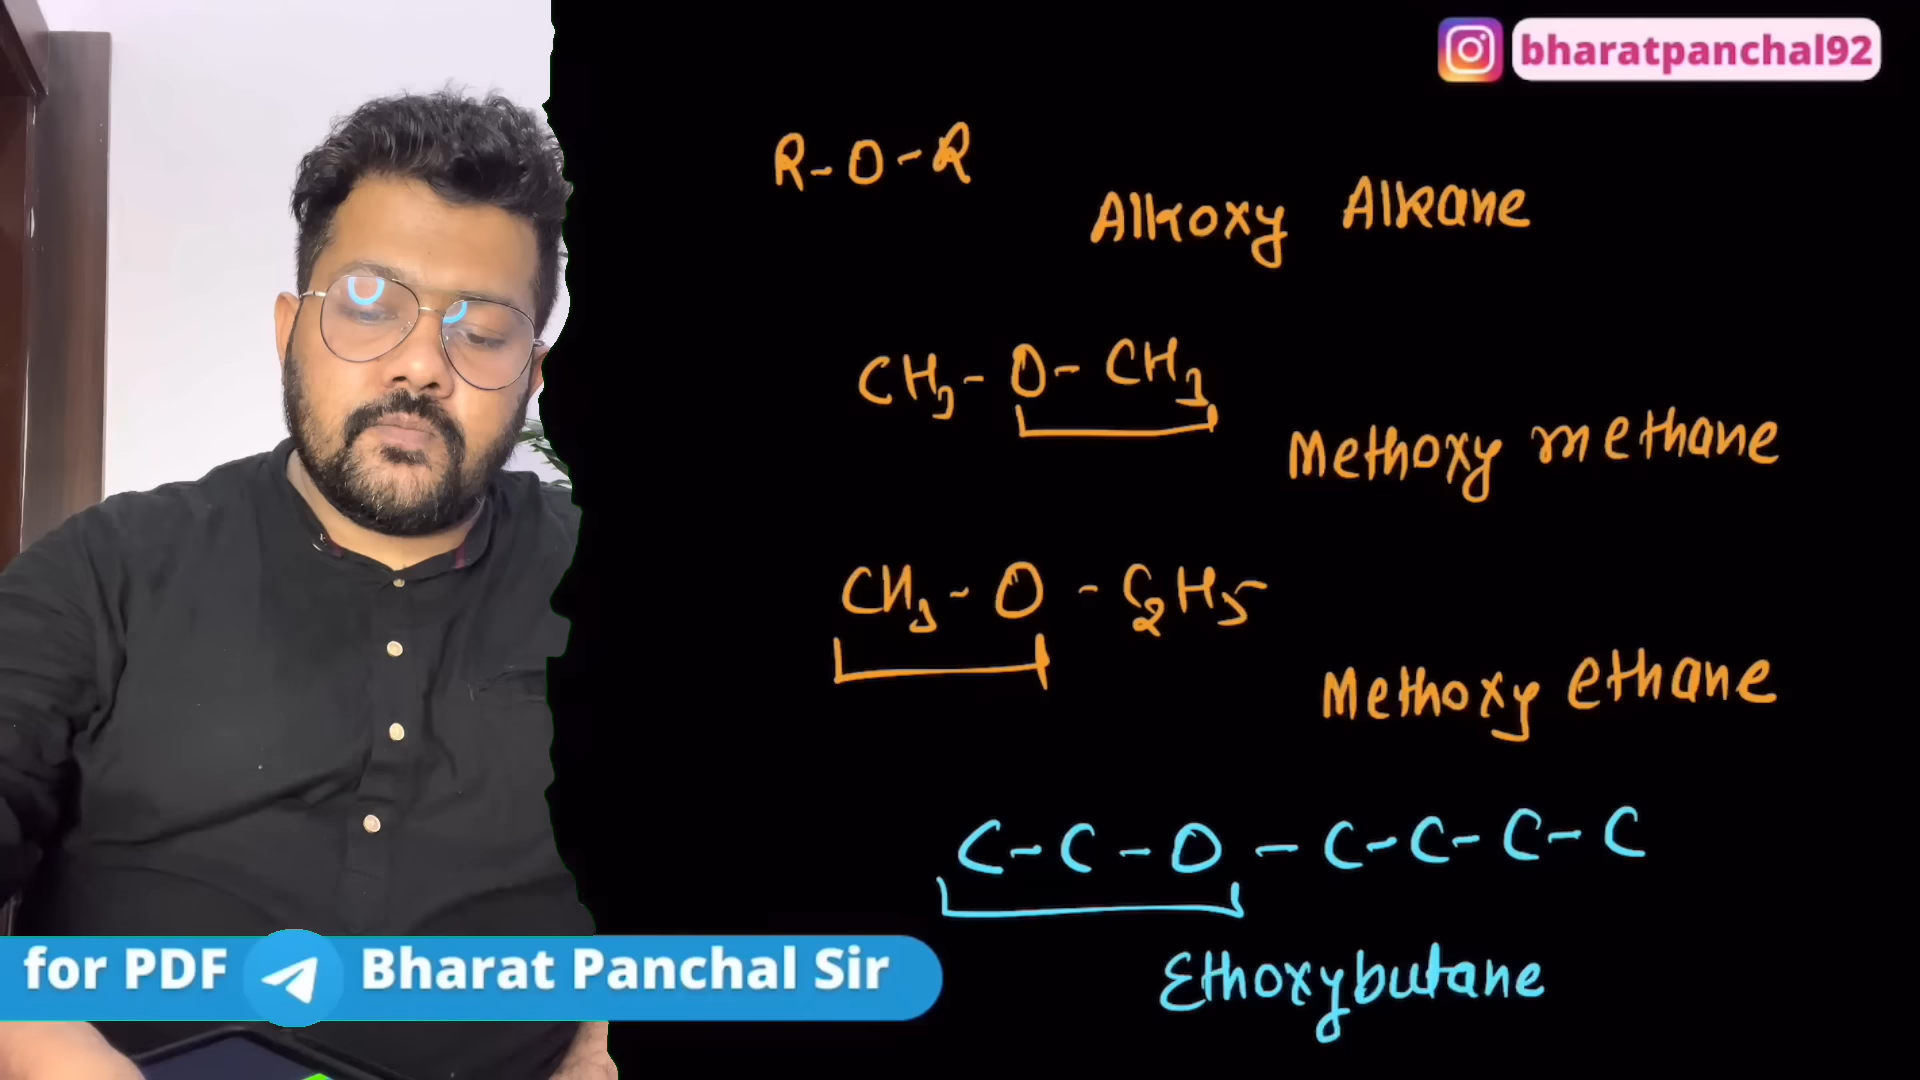 bharatpanchal92
R-O-R
Alkoxy Alkane
CH3-O-CH3
Methoxy methane
CH3-O-C2H5
Methoxy ethane
C-C-O-C-C-C-C
Ethoxybutane
for PDF Bharat Panchal Sir